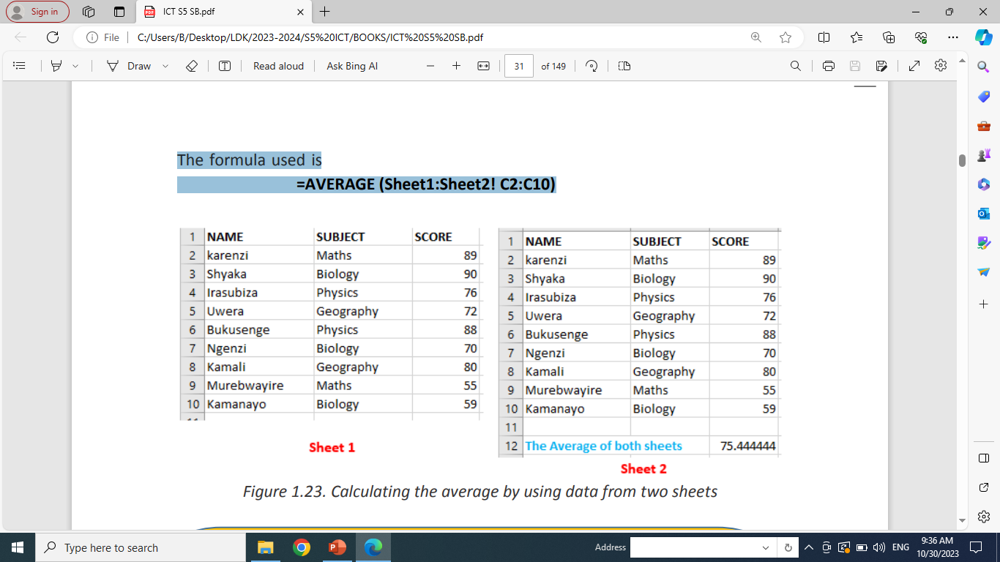 Sign in
ICT S5 SB.pdf
File
C:/Users/B/Desktop/LDK/2023-2024/S5%20ICT/BOOKS/ICT%20S5%20SB.pdf
Draw
Read aloud
Ask Bing AI
31
of 149
The formula used is
=AVERAGE (Sheet1:Sheet2! C2:C10)
1 NAME SUBJECT SCORE
2 karenzi Maths 89
3 Shyaka Biology 90
4 Irasubiza Physics 76
5 Uwera Geography 72
6 Bukusenge Physics 88
7 Ngenzi Biology 70
8 Kamali Geography 80
9 Murebwayire Maths 55
10 Kamanayo Biology 59
Sheet 1
1 NAME SUBJECT SCORE
2 karenzi Maths 89
3 Shyaka Biology 90
4 Irasubiza Physics 76
5 Uwera Geography 72
6 Bukusenge Physics 88
7 Ngenzi Biology 70
8 Kamali Geography 80
9 Murebwayire Maths 55
10 Kamanayo Biology 59
11
12 The Average of both sheets 75.444444
Sheet 2
Figure 1.23. Calculating the average by using data from two sheets
Type here to search
Address
ENG
9:36 AM
10/30/2023